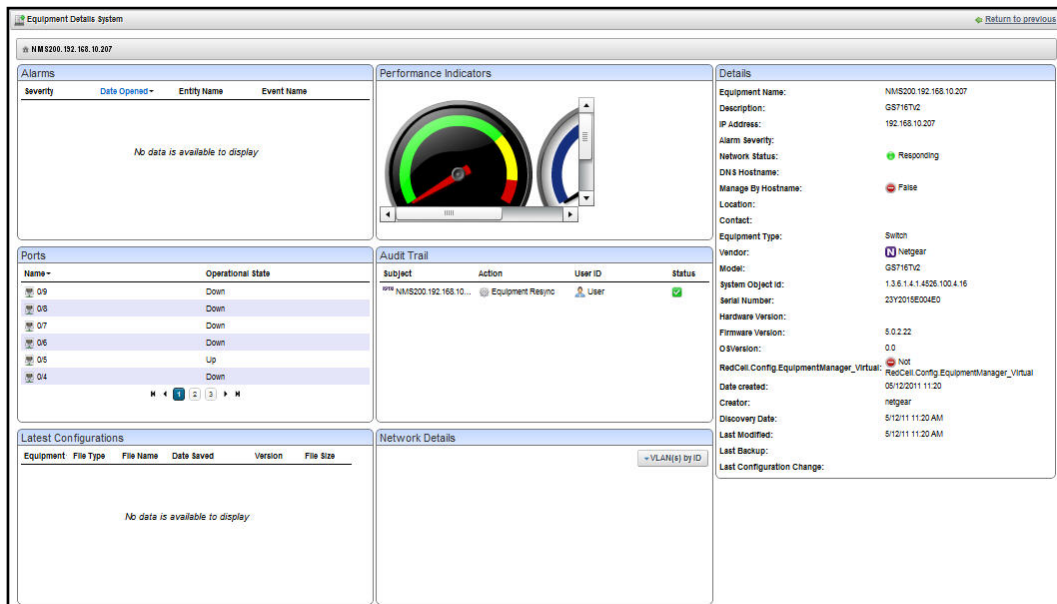 Equipment Details System
Return to previous
NMS200.192.168.10.207
Alarms
Severity Date Opened Entity Name Event Name
No data is available to display
Performance Indicators
Details
Equipment Name: NMS200.192.168.10.207
Description: GS716Tv2
IP Address: 192.168.10.207
Alarm Severity:
Network Status: Responding
DNS Hostname:
Manage By Hostname: False
Location:
Contact:
Equipment Type: Switch
Vendor: N Netgear
Model: GS716Tv2
System Object Id: 1.3.6.1.4.1.4526.100.4.16
Serial Number: 23Y2015E004E0
Hardware Version:
Firmware Version: 5.0.2.22
OSVersion: 0.0
RedCell.Config.EquipmentManager_Virtual: Not RedCell.Config.EquipmentManager_Virtual
Date created: 05/12/2011 11:20
Creator: netgear
Discovery Date: 5/12/11 11:20 AM
Last Modified: 5/12/11 11:20 AM
Last Backup:
Last Configuration Change:
Ports
Name Operational State
0/9 Down
0/8 Down
0/7 Down
0/6 Down
0/5 Up
0/4 Down
1 2 3
Audit Trail
Subject Action User ID Status
NMS200.192.168.10... Equipment Resync User
Latest Configurations
Equipment File Type File Name Date Saved Version File Size
No data is available to display
Network Details
VLAN(s) by ID